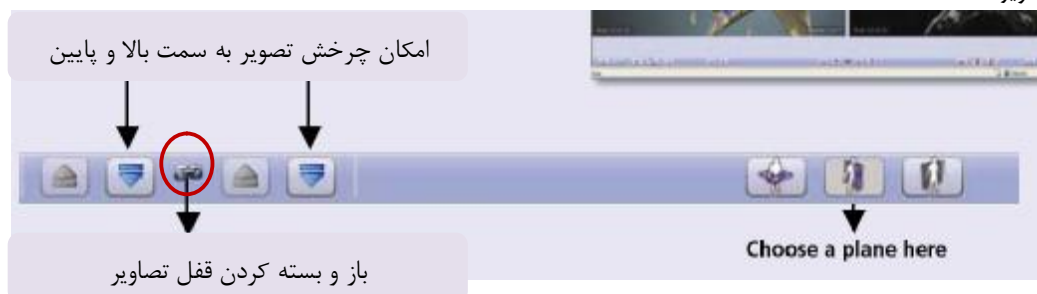 امکان چرخش تصویر به سمت بالا و پایین
Choose a plane here
باز و بسته کردن قفل تصاویر